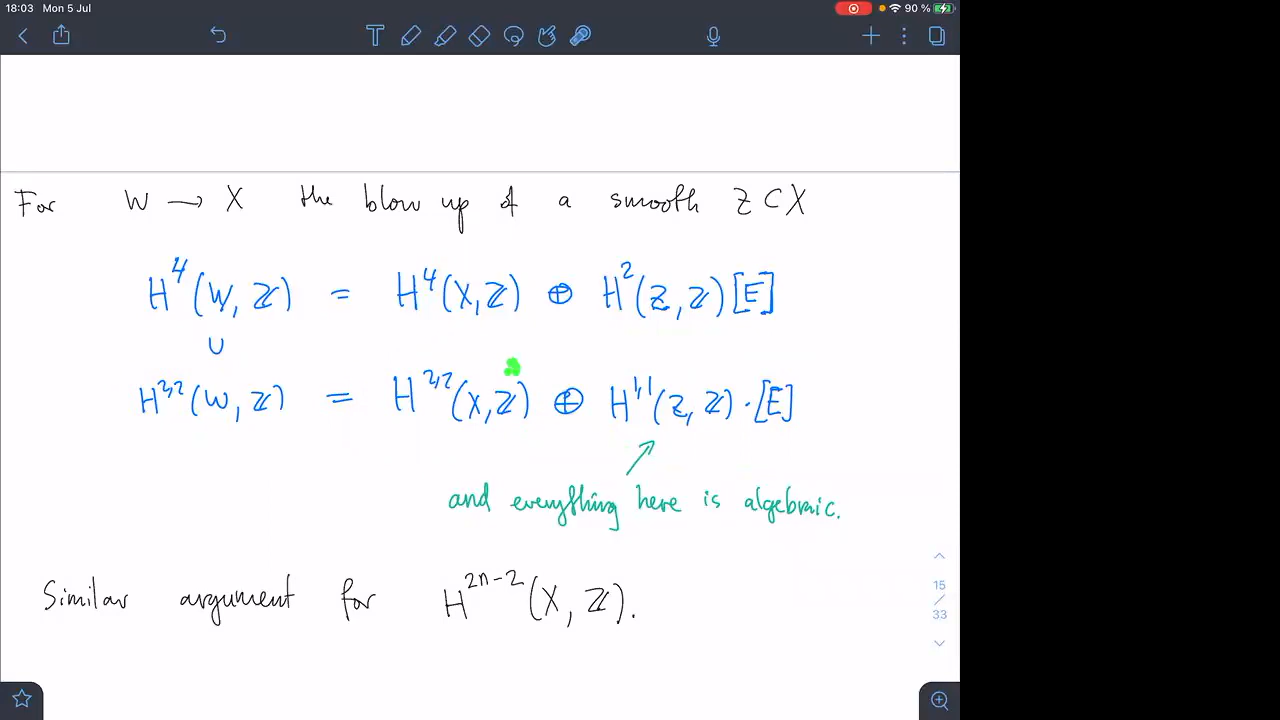 18:03 Mon 5 Jul 90 %
For W → X the blow up of a smooth Z ⊂ X
H⁴(W, ℤ) = H⁴(X, ℤ) ⊕ H²(Z, ℤ)[E]
∪
H²,²(W, ℤ) = H²,²(X, ℤ) ⊕ H¹,¹(Z, ℤ)·[E]
and everything here is algebraic.
Similar argument for H²ⁿ⁻²(X, ℤ).
15
/
33